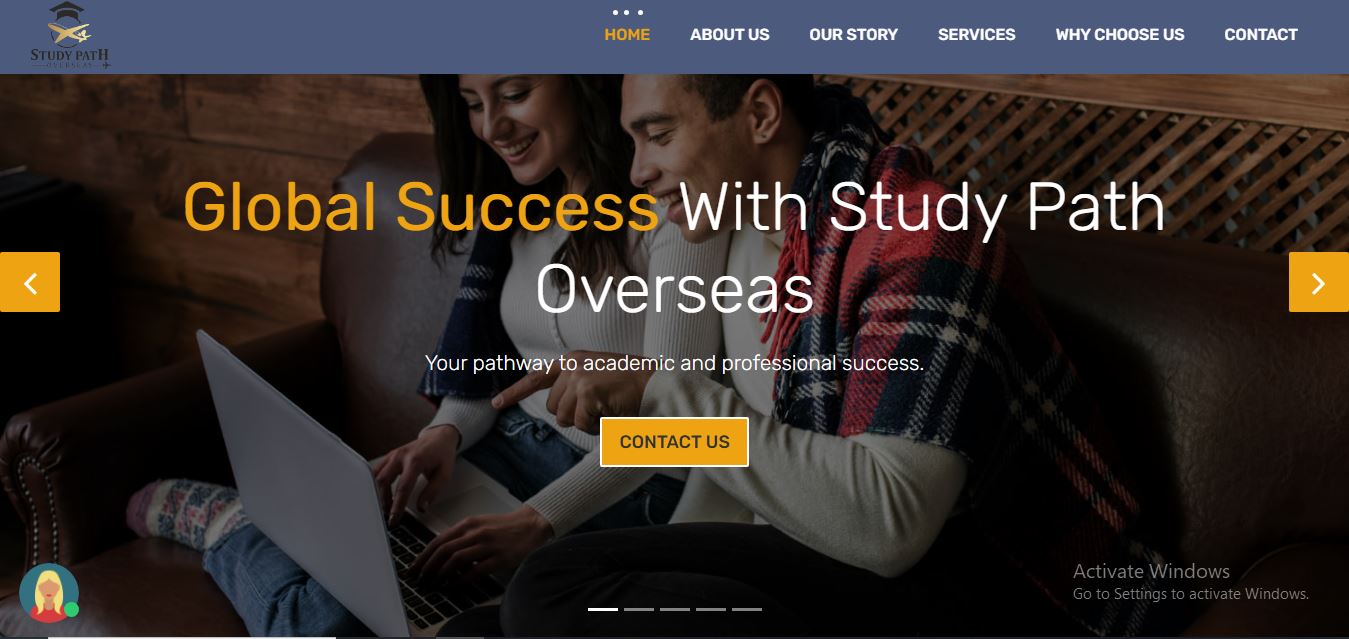 STUDY PATH
OVERSEAS
HOME
ABOUT US
OUR STORY
SERVICES
WHY CHOOSE US
CONTACT
Global Success With Study Path
Overseas
Your pathway to academic and professional success.
CONTACT US
Activate Windows
Go to Settings to activate Windows.